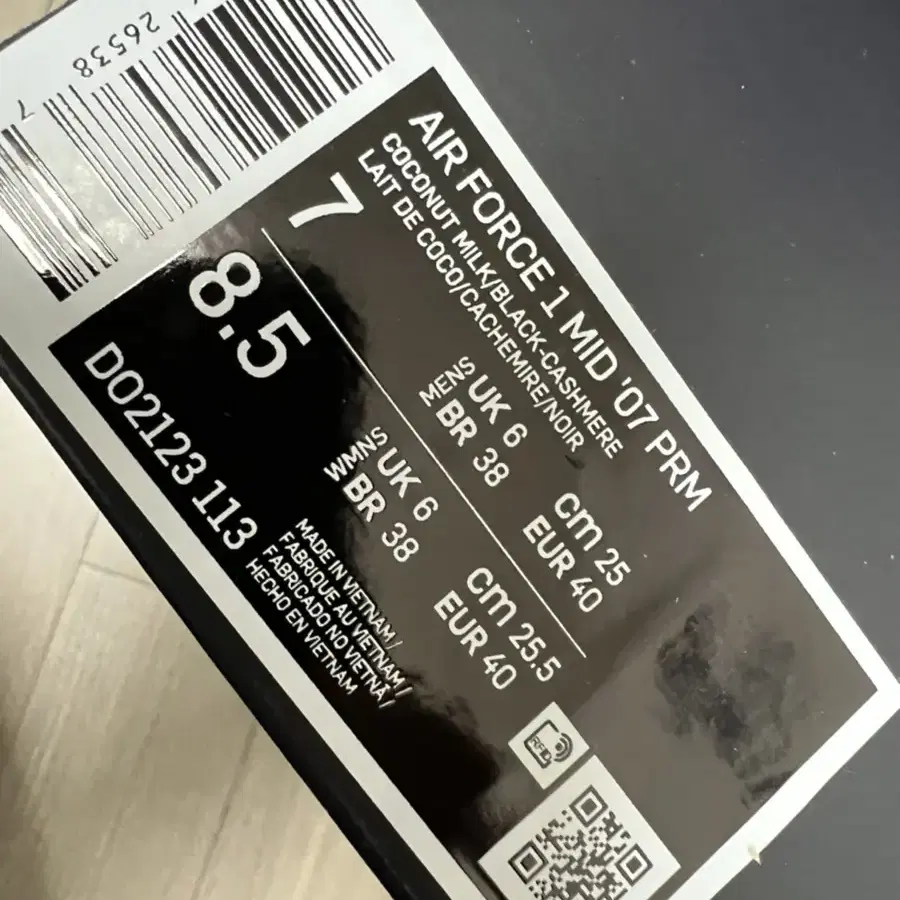 26538 7
AIR FORCE 1 MID '07 PRM
COCONUT MILK/BLACK-CASHMERE
LAIT DE COCO/CACHEMIRE/NOIR
7
MENS UK 6 cm 25
BR 38 EUR 40
8.5
WMNS UK 6 cm 25.5
BR 38 EUR 40
DO2123 113
MADE IN VIETNAM/
FABRIQUE AU VIETNAM/
FABRICADO NO VIETNÃ/
HECHO EN VIETNAM
RFID